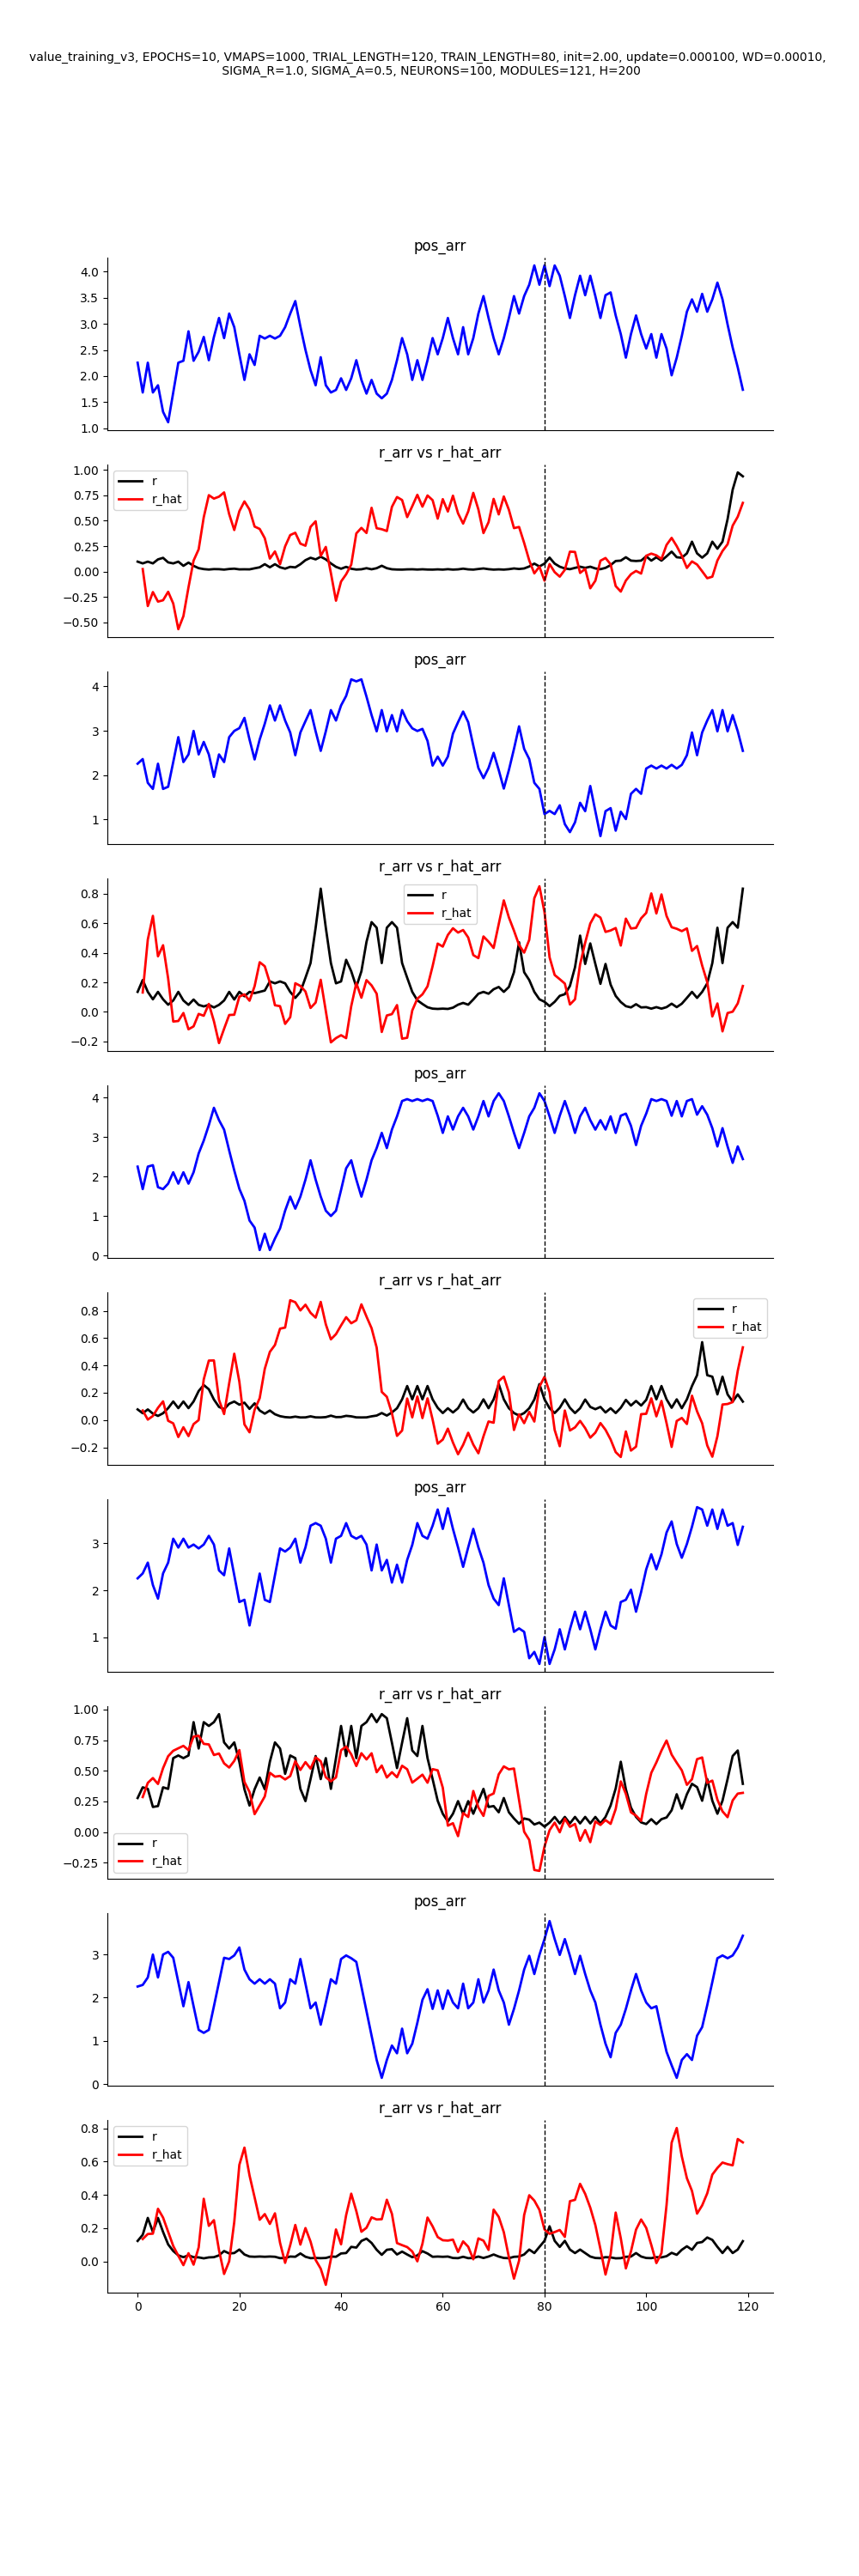 value_training_v3, EPOCHS=10, VMAPS=1000, TRIAL_LENGTH=120, TRAIN_LENGTH=80, init=2.00, update=0.000100, WD=0.00010,
SIGMA_R=1.0, SIGMA_A=0.5, NEURONS=100, MODULES=121, H=200
pos_arr
4.0
3.5
3.0
2.5
2.0
1.5
1.0
r_arr vs r_hat_arr
1.00
0.75
0.50
0.25
0.00
−0.25
−0.50
r
r_hat
pos_arr
4
3
2
1
r_arr vs r_hat_arr
0.8
0.6
0.4
0.2
0.0
−0.2
r
r_hat
pos_arr
4
3
2
1
0
r_arr vs r_hat_arr
0.8
0.6
0.4
0.2
0.0
−0.2
r
r_hat
pos_arr
3
2
1
r_arr vs r_hat_arr
1.00
0.75
0.50
0.25
0.00
−0.25
r
r_hat
pos_arr
3
2
1
0
r_arr vs r_hat_arr
0.8
0.6
0.4
0.2
0.0
r
r_hat
0 20 40 60 80 100 120